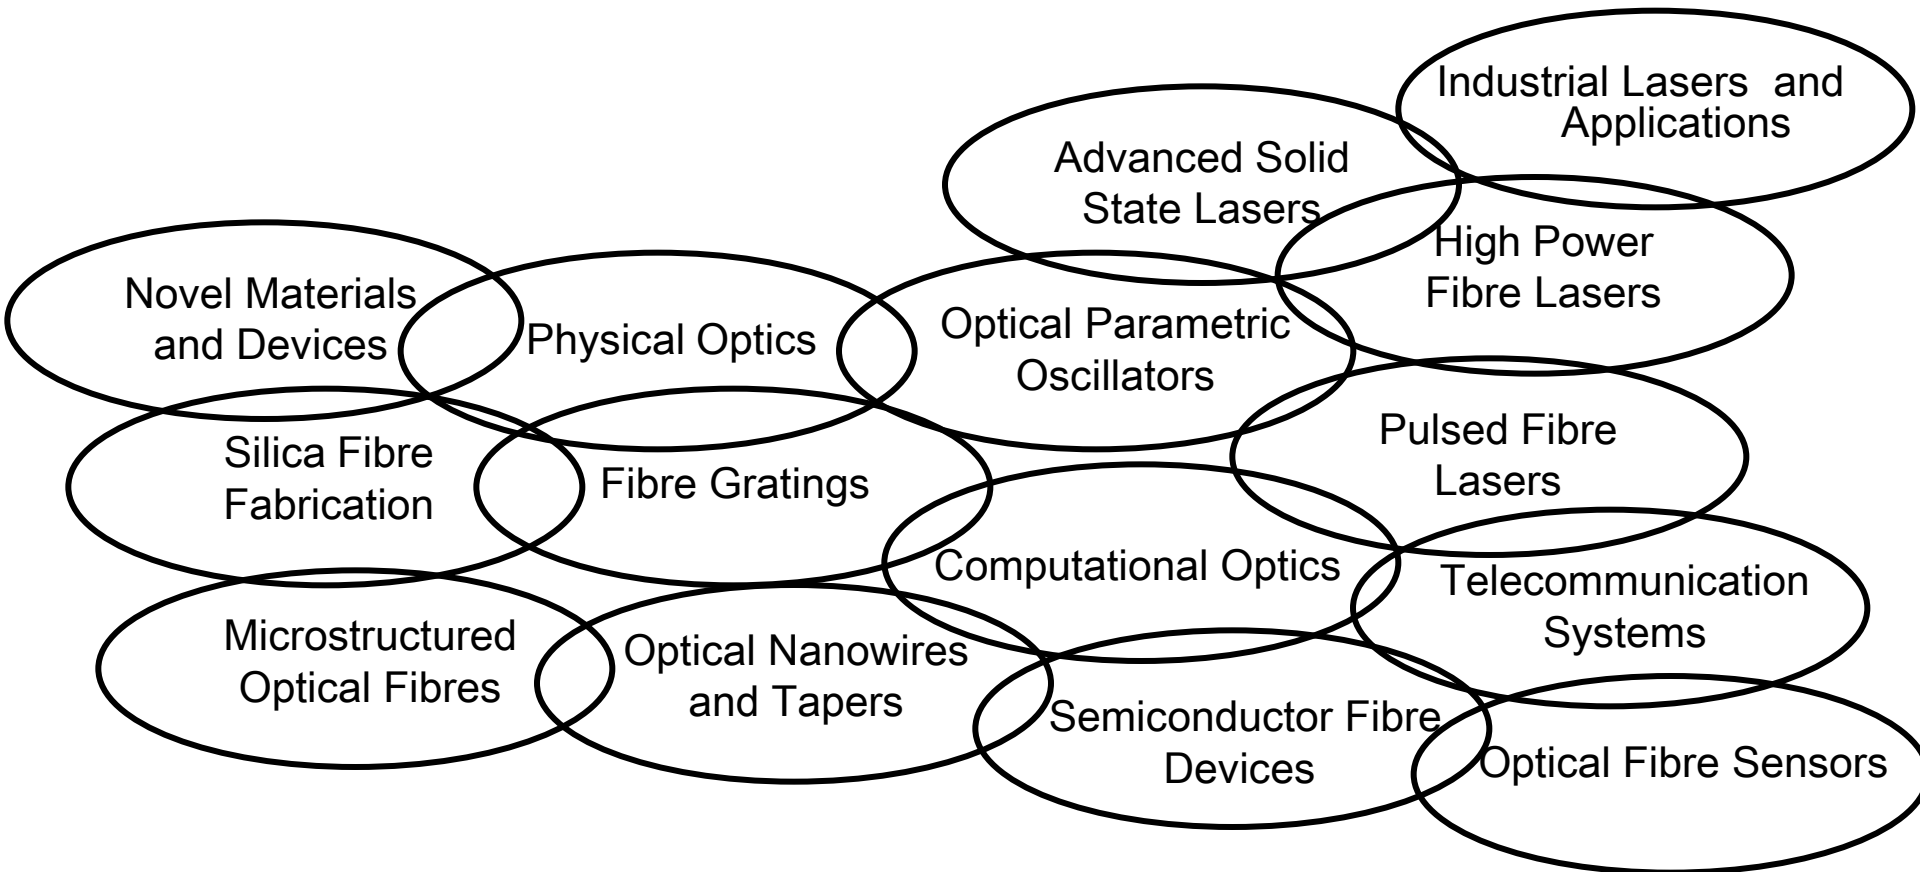 Industrial Lasers  and
Applications
Advanced Solid
State Lasers
High Power
Fibre Lasers
Novel Materials
and Devices
Physical Optics
Optical Parametric
Oscillators
Pulsed Fibre
Lasers
Silica Fibre
Fabrication
Fibre Gratings
Computational Optics
Telecommunication
Systems
Microstructured
Optical Fibres
Optical Nanowires
and Tapers
Semiconductor Fibre
Devices
Optical Fibre Sensors